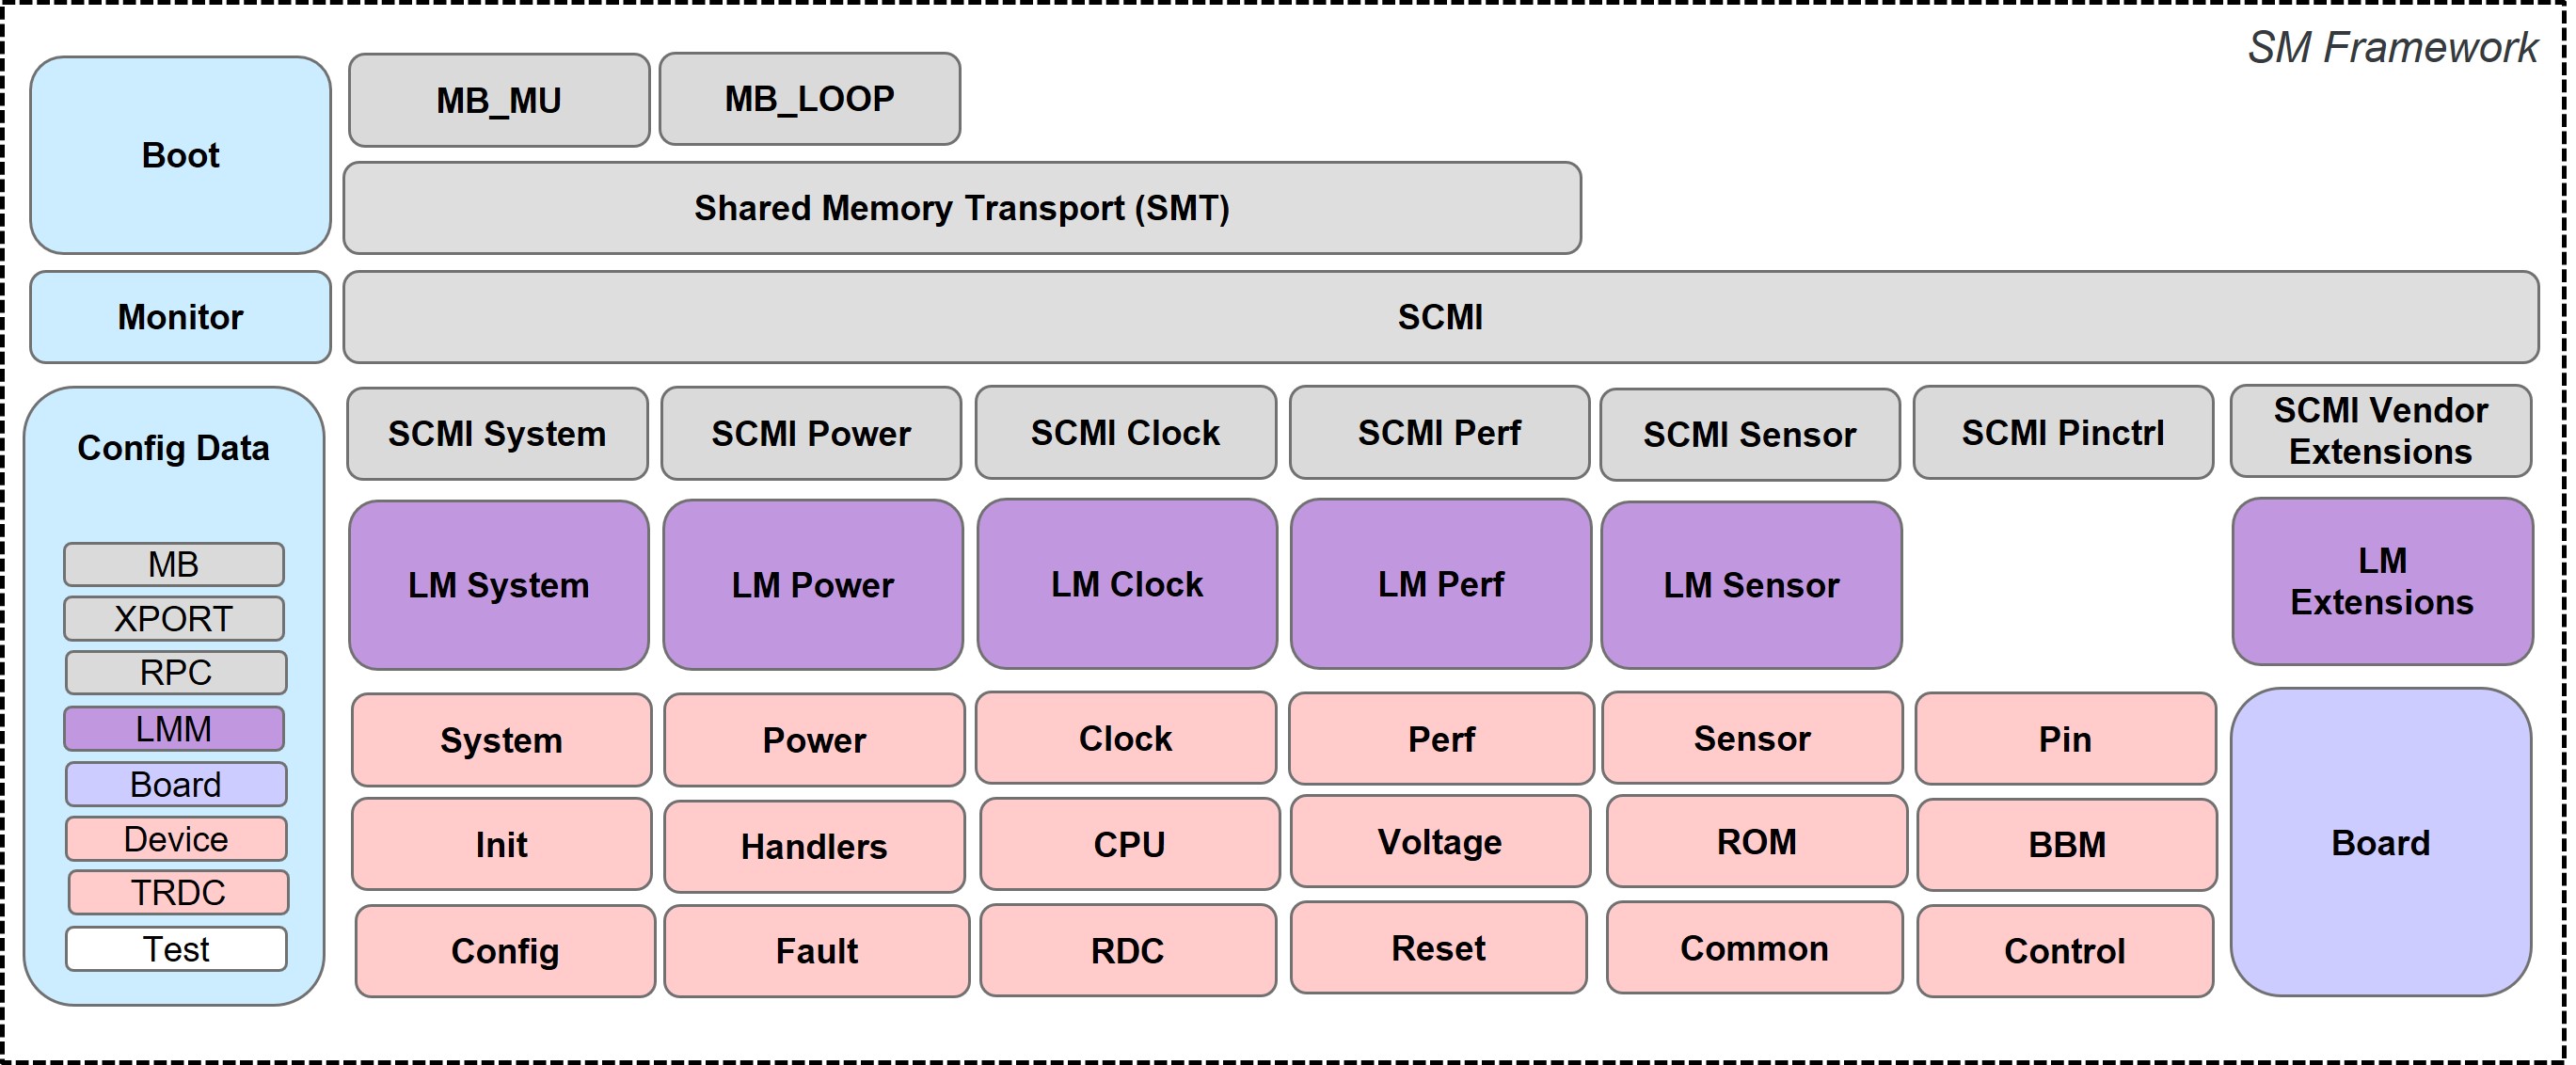 SM Framework
MB_MU
MB_LOOP
Boot
Shared Memory Transport (SMT)
Monitor
SCMI
Config Data
SCMI System
SCMI Power
SCMI Clock
SCMI Perf
SCMI Sensor
SCMI Pinctrl
SCMI Vendor
Extensions
MB
XPORT
RPC
LMM
Board
Device
TRDC
Test
LM System
LM Power
LM Clock
LM Perf
LM Sensor
LM
Extensions
System
Power
Clock
Perf
Sensor
Pin
Init
Handlers
CPU
Voltage
ROM
BBM
Board
Config
Fault
RDC
Reset
Common
Control